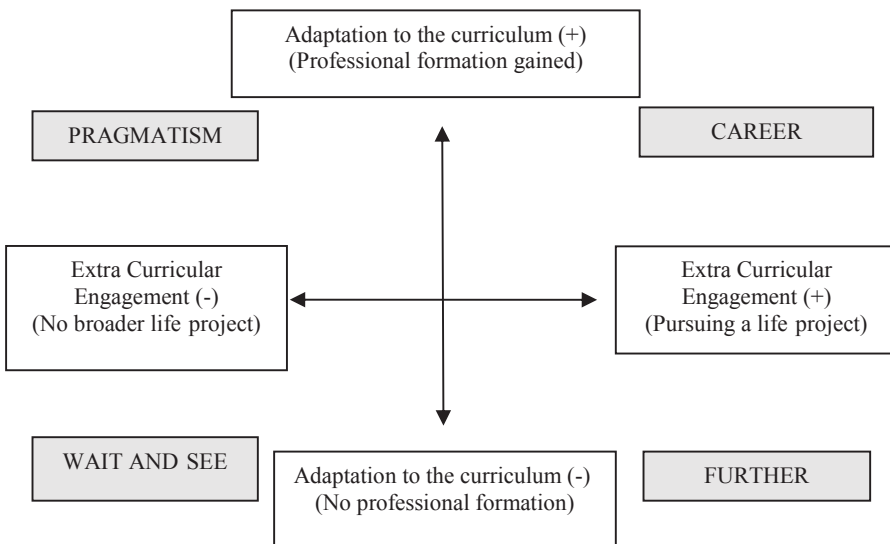 Adaptation to the curriculum (+)
(Professional formation gained)
PRAGMATISM
CAREER
Extra Curricular
Engagement (-)
(No broader life project)
Extra Curricular
Engagement (+)
(Pursuing a life project)
WAIT AND SEE
Adaptation to the curriculum (-)
(No professional formation)
FURTHER